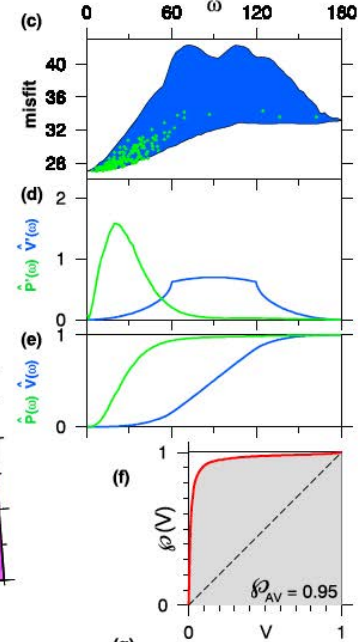 ω
(c)
0 60 120 180
misfit
40
36
32
28
(d)
P̂'(ω) V̂'(ω)
2
1
0
(e)
P̂(ω) V̂(ω)
1
0
(f)
℘(V)
1
0
℘AV = 0.95
0 V 1